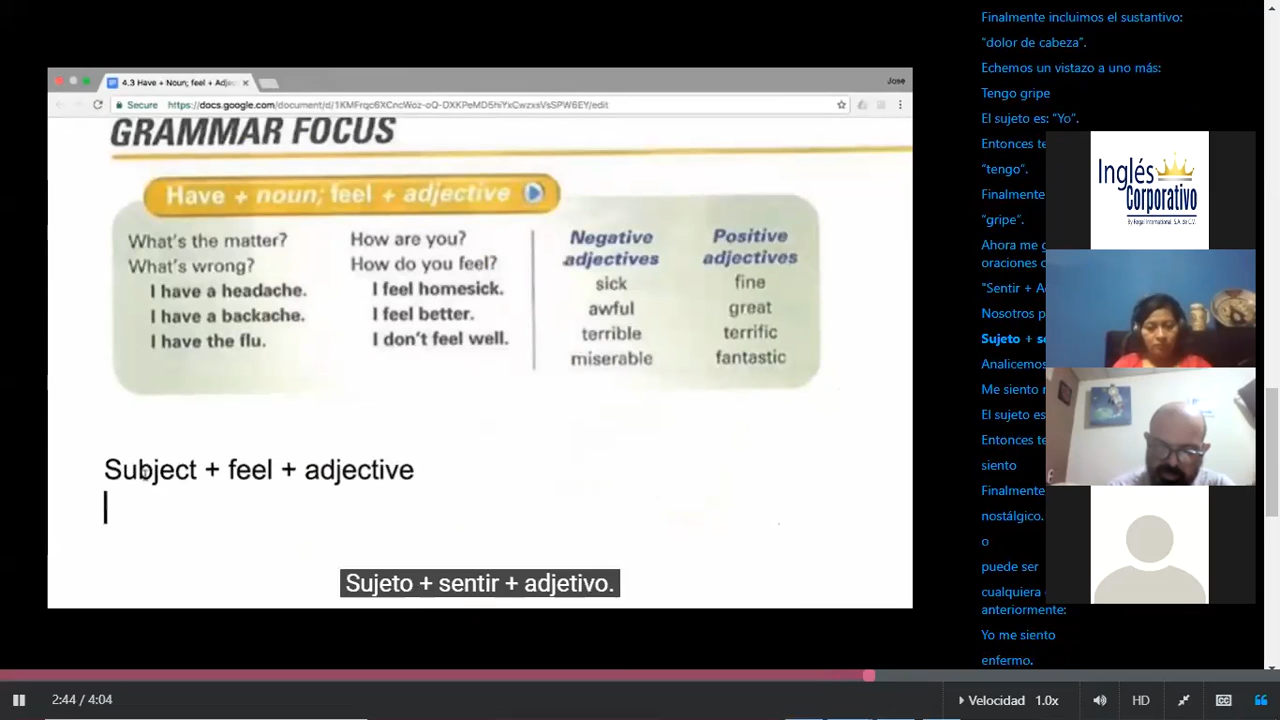 4.3 Have + Noun; feel + Adje
Jose
Secure
https://docs.google.com/document/d/1KMFrqc6XCncWoz-oQ-DXKPeMD5hiYxCwzxsVsSPW6EY/edit
GRAMMAR FOCUS
Have + noun; feel + adjective
What's the matter?
What's wrong?
I have a headache.
I have a backache.
I have the flu.
How are you?
How do you feel?
I feel homesick.
I feel better.
I don't feel well.
Negative
adjectives
sick
awful
terrible
miserable
Positive
adjectives
fine
great
terrific
fantastic
Subject + feel + adjective
Sujeto + sentir + adjetivo.
Finalmente incluimos el sustantivo:
“dolor de cabeza”.
Echemos un vistazo a uno más:
Tengo gripe
El sujeto es: "Yo".
Entonces te
“tengo”.
Finalmente
“gripe”.
Ahora me g
oraciones c
"Sentir + A
Nosotros p
Sujeto + se
Analicemos
Me siento n
El sujeto es
Entonces te
siento
Finalmente
nostálgico.
o
puede ser
cualquiera
anteriormente:
Yo me siento
enfermo.
Inglés
Corporativo
By Regal International, S.A. de C.V.
2:44 / 4:04
Velocidad 1.0x
HD
CC